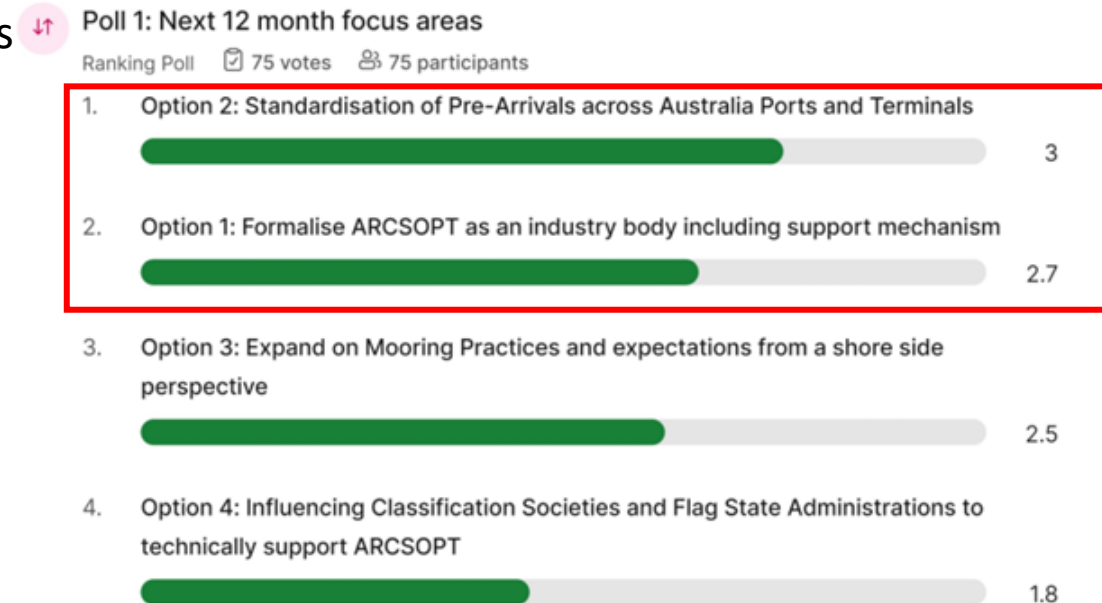 s
Poll 1: Next 12 month focus areas
Ranking Poll 75 votes 75 participants
1. Option 2: Standardisation of Pre-Arrivals across Australia Ports and Terminals
3
2. Option 1: Formalise ARCSOPT as an industry body including support mechanism
2.7
3. Option 3: Expand on Mooring Practices and expectations from a shore side
perspective
2.5
4. Option 4: Influencing Classification Societies and Flag State Administrations to
technically support ARCSOPT
1.8